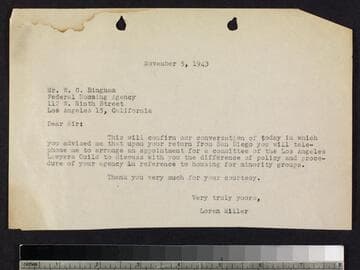 November 5, 1943
Mr. W. C. Bingham
Federal Housing Agency
112 W. Ninth Street
Los Angeles 15, California
Dear Sir:
This will confirm our conversation of today in which
you advised me that upon your return from San Diego you will tele-
phone me to arrange an appointment for a committee of the Los Angeles
Lawyers Guild to discuss with you the difference of policy and proce-
dure of your agency in reference to housing for minority groups.
Thank you very much for your courtesy.
Very truly yours,
Loren Miller